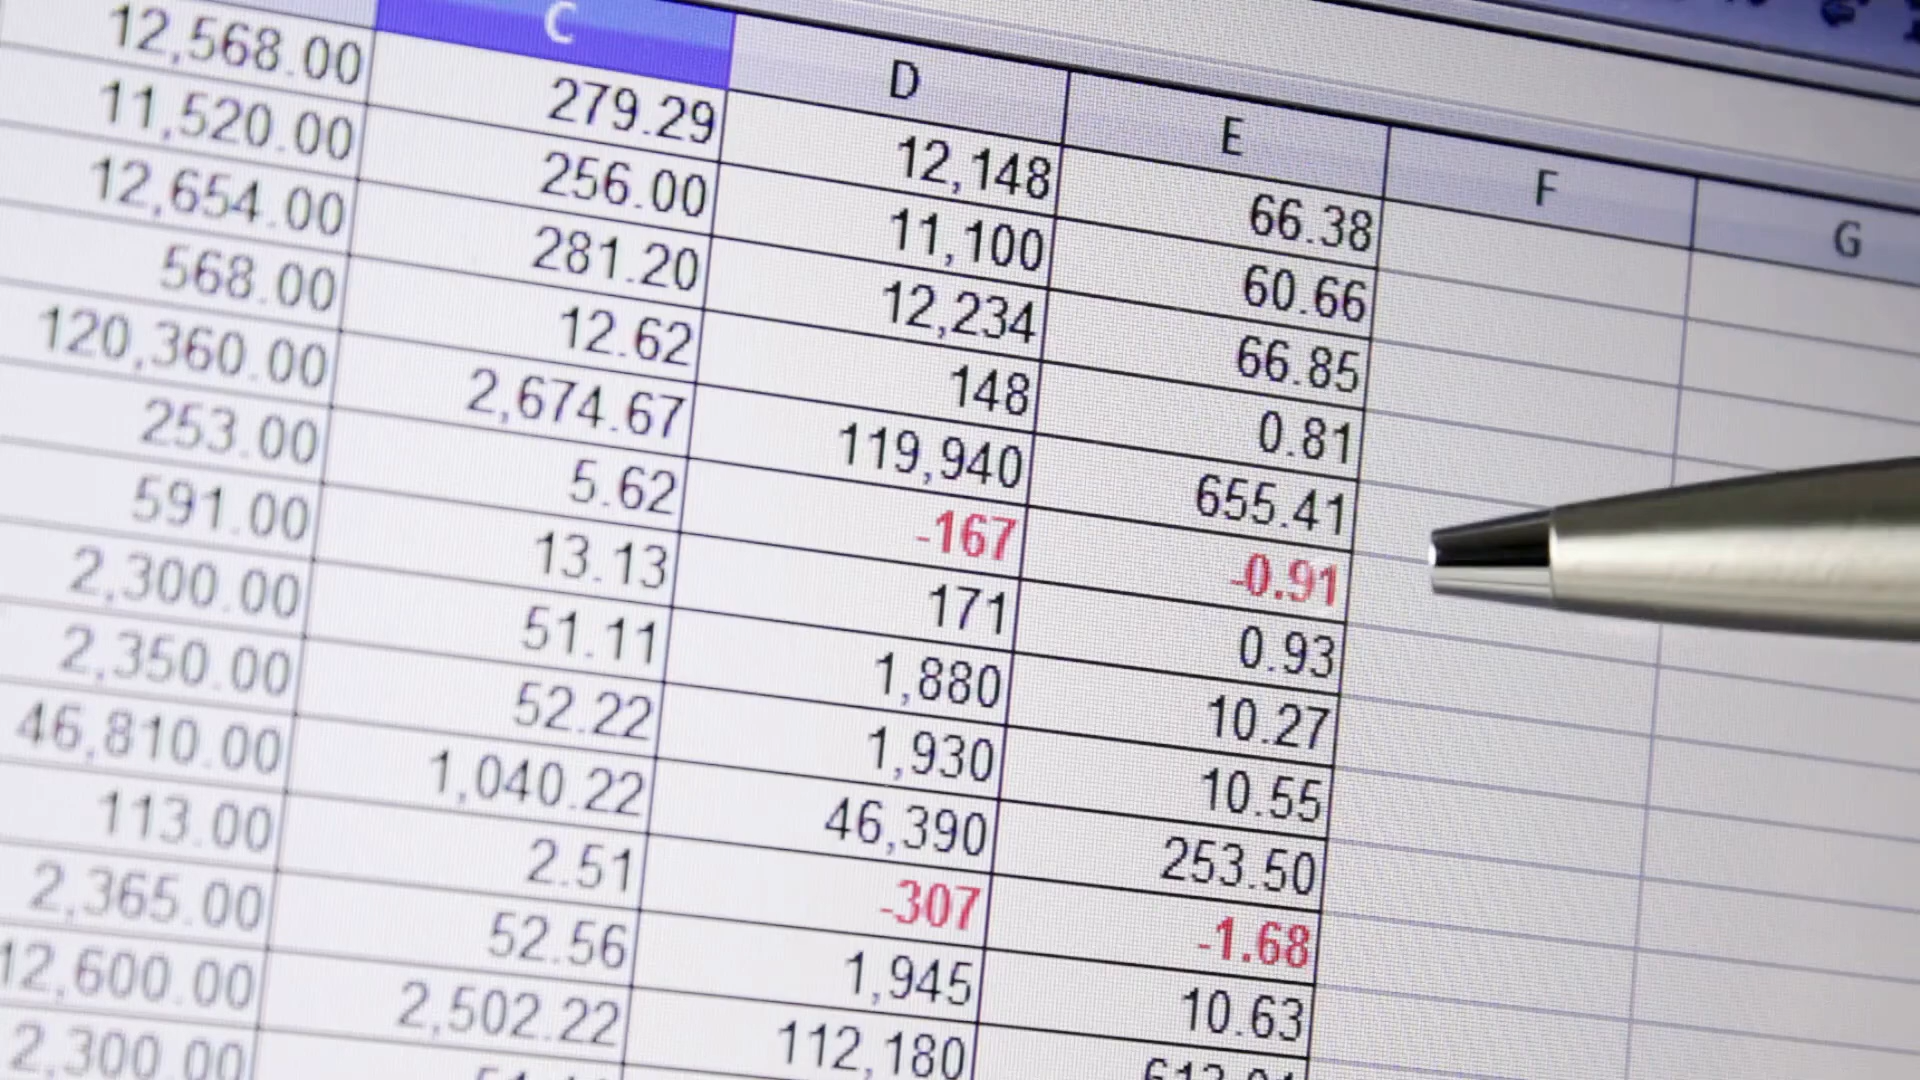 C D E F G
12,568.00 279.29 12,148 66.38
11,520.00 256.00 11,100 60.66
12,654.00 281.20 12,234 66.85
568.00 12.62 148 0.81
120,360.00 2,674.67 119,940 655.41
253.00 5.62 -167 -0.91
591.00 13.13 171 0.93
2,300.00 51.11 1,880 10.27
2,350.00 52.22 1,930 10.55
46,810.00 1,040.22 46,390 253.50
113.00 2.51 -307 -1.68
2,365.00 52.56 1,945 10.63
12,600.00 2,502.22 112,180
2,300.00